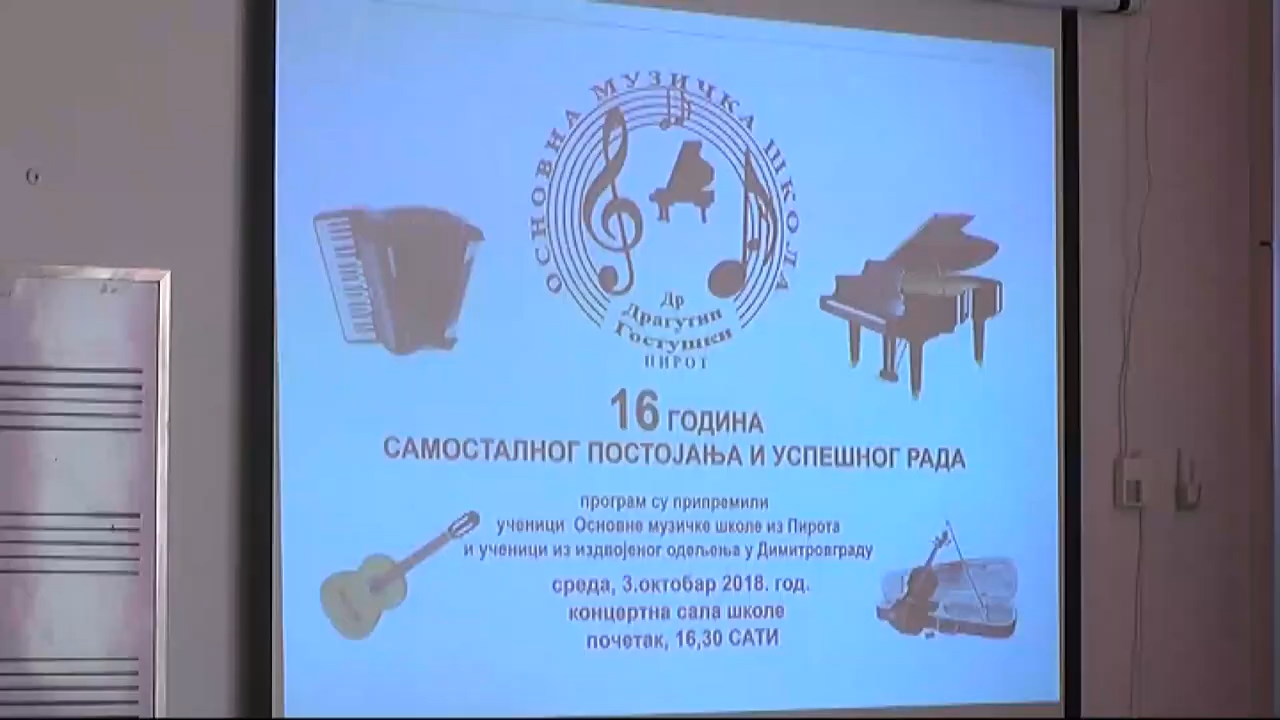 ОСНОВНА МУЗИЧКА ШКОЛА
Др
Драгутин
Гостушки
ПИРОТ
16 ГОДИНА
САМОСТАЛНОГ ПОСТОЈАЊА И УСПЕШНОГ РАДА
програм су припремили
ученици Основне музичке школе из Пирота
и ученици из издвојеног одељења у Димитровграду
среда, 3.октобар 2018. год.
концертна сала школе
почетак, 16,30 САТИ